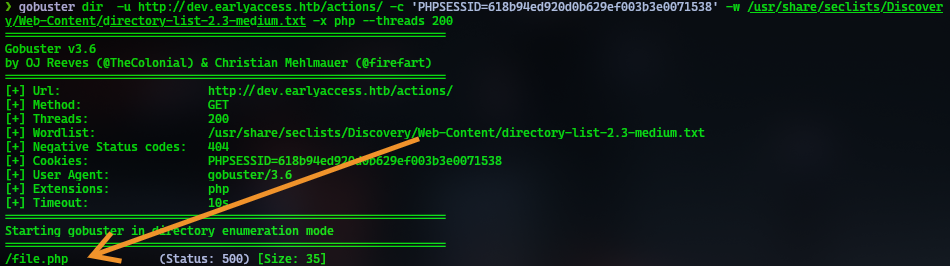 ❯ gobuster dir  -u http://dev.earlyaccess.htb/actions/ -c 'PHPSESSID=618b94ed920d0b629ef003b3e0071538' -w /usr/share/seclists/Discover
y/Web-Content/directory-list-2.3-medium.txt -x php --threads 200
===============================================================
Gobuster v3.6
by OJ Reeves (@TheColonial) & Christian Mehlmauer (@firefart)
===============================================================
[+] Url:                     http://dev.earlyaccess.htb/actions/
[+] Method:                  GET
[+] Threads:                 200
[+] Wordlist:                /usr/share/seclists/Discovery/Web-Content/directory-list-2.3-medium.txt
[+] Negative Status codes:   404
[+] Cookies:                 PHPSESSID=618b94ed920d0b629ef003b3e0071538
[+] User Agent:              gobuster/3.6
[+] Extensions:              php
[+] Timeout:                 10s
===============================================================
Starting gobuster in directory enumeration mode
===============================================================
/file.php             (Status: 500) [Size: 35]